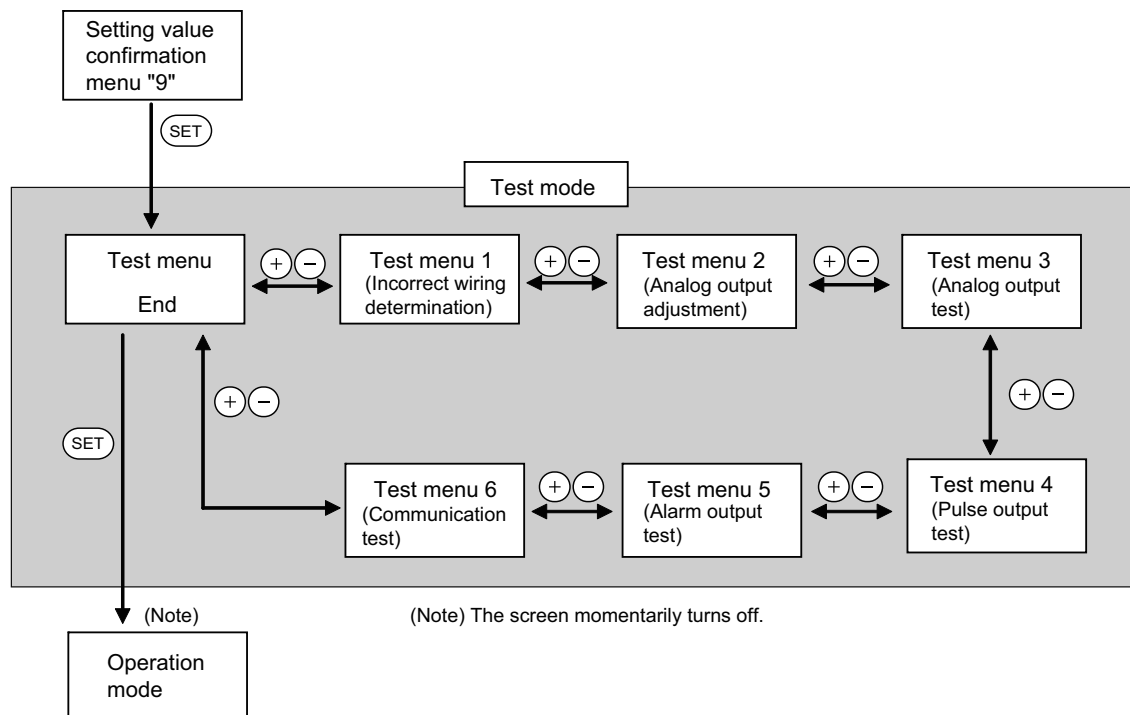 Setting value
confirmation
menu "9"
SET
Test mode
Test menu
End
+ −
Test menu 1
(Incorrect wiring
determination)
+ −
Test menu 2
(Analog output
adjustment)
+ −
Test menu 3
(Analog output
test)
+ −
+ −
SET
Test menu 6
(Communication
test)
+ −
Test menu 5
(Alarm output
test)
+ −
Test menu 4
(Pulse output
test)
(Note)
(Note) The screen momentarily turns off.
Operation
mode